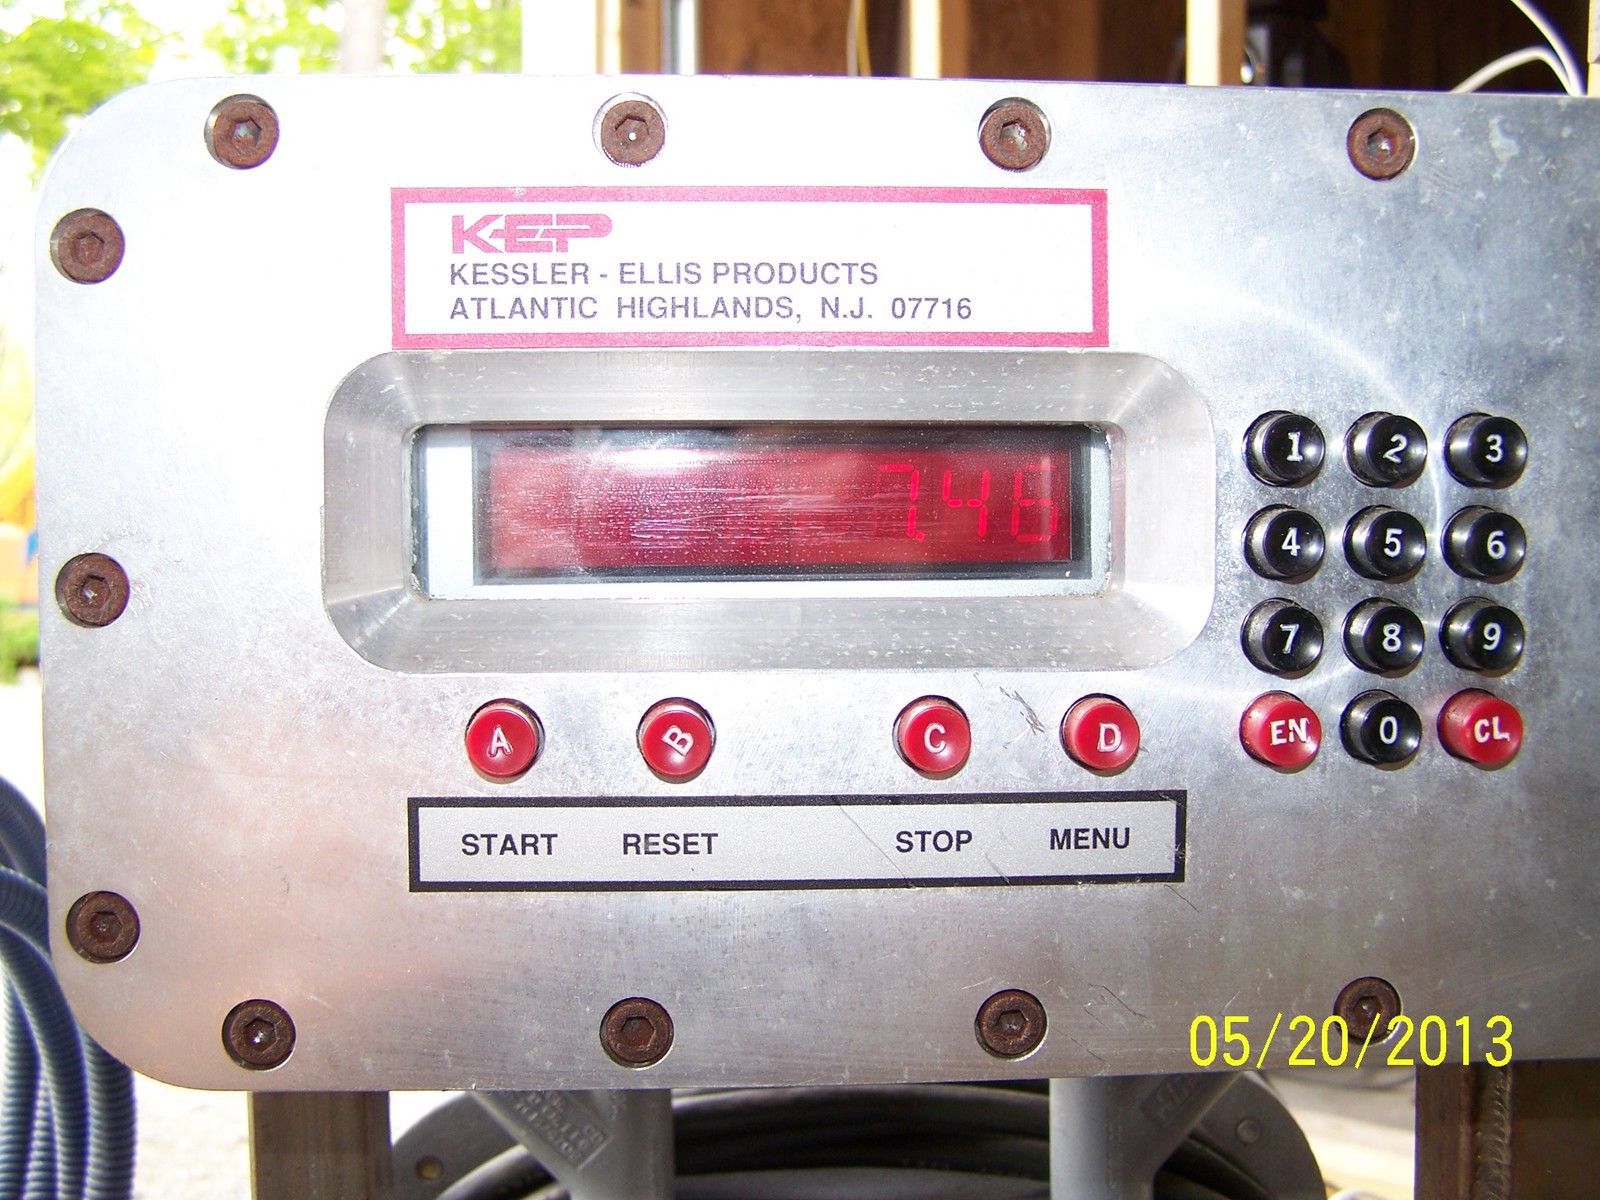 KEP
KESSLER - ELLIS PRODUCTS
ATLANTIC HIGHLANDS, N.J. 07716
7.46
1 2 3
4 5 6
7 8 9
A B C D EN 0 CL
START RESET STOP MENU
05/20/2013